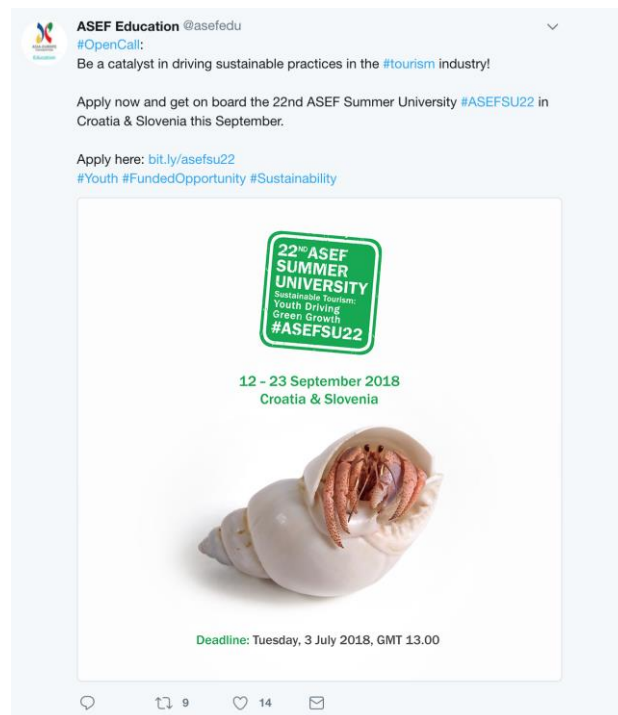 ASEF Education @asefedu
#OpenCall:
Be a catalyst in driving sustainable practices in the #tourism industry!
Apply now and get on board the 22nd ASEF Summer University #ASEFSU22 in
Croatia & Slovenia this September.
Apply here: bit.ly/asefsu22
#Youth #FundedOpportunity #Sustainability
22ND ASEF
SUMMER
UNIVERSITY
Sustainable Tourism:
Youth Driving
Green Growth
#ASEFSU22
12 - 23 September 2018
Croatia & Slovenia
Deadline: Tuesday, 3 July 2018, GMT 13.00
9 14